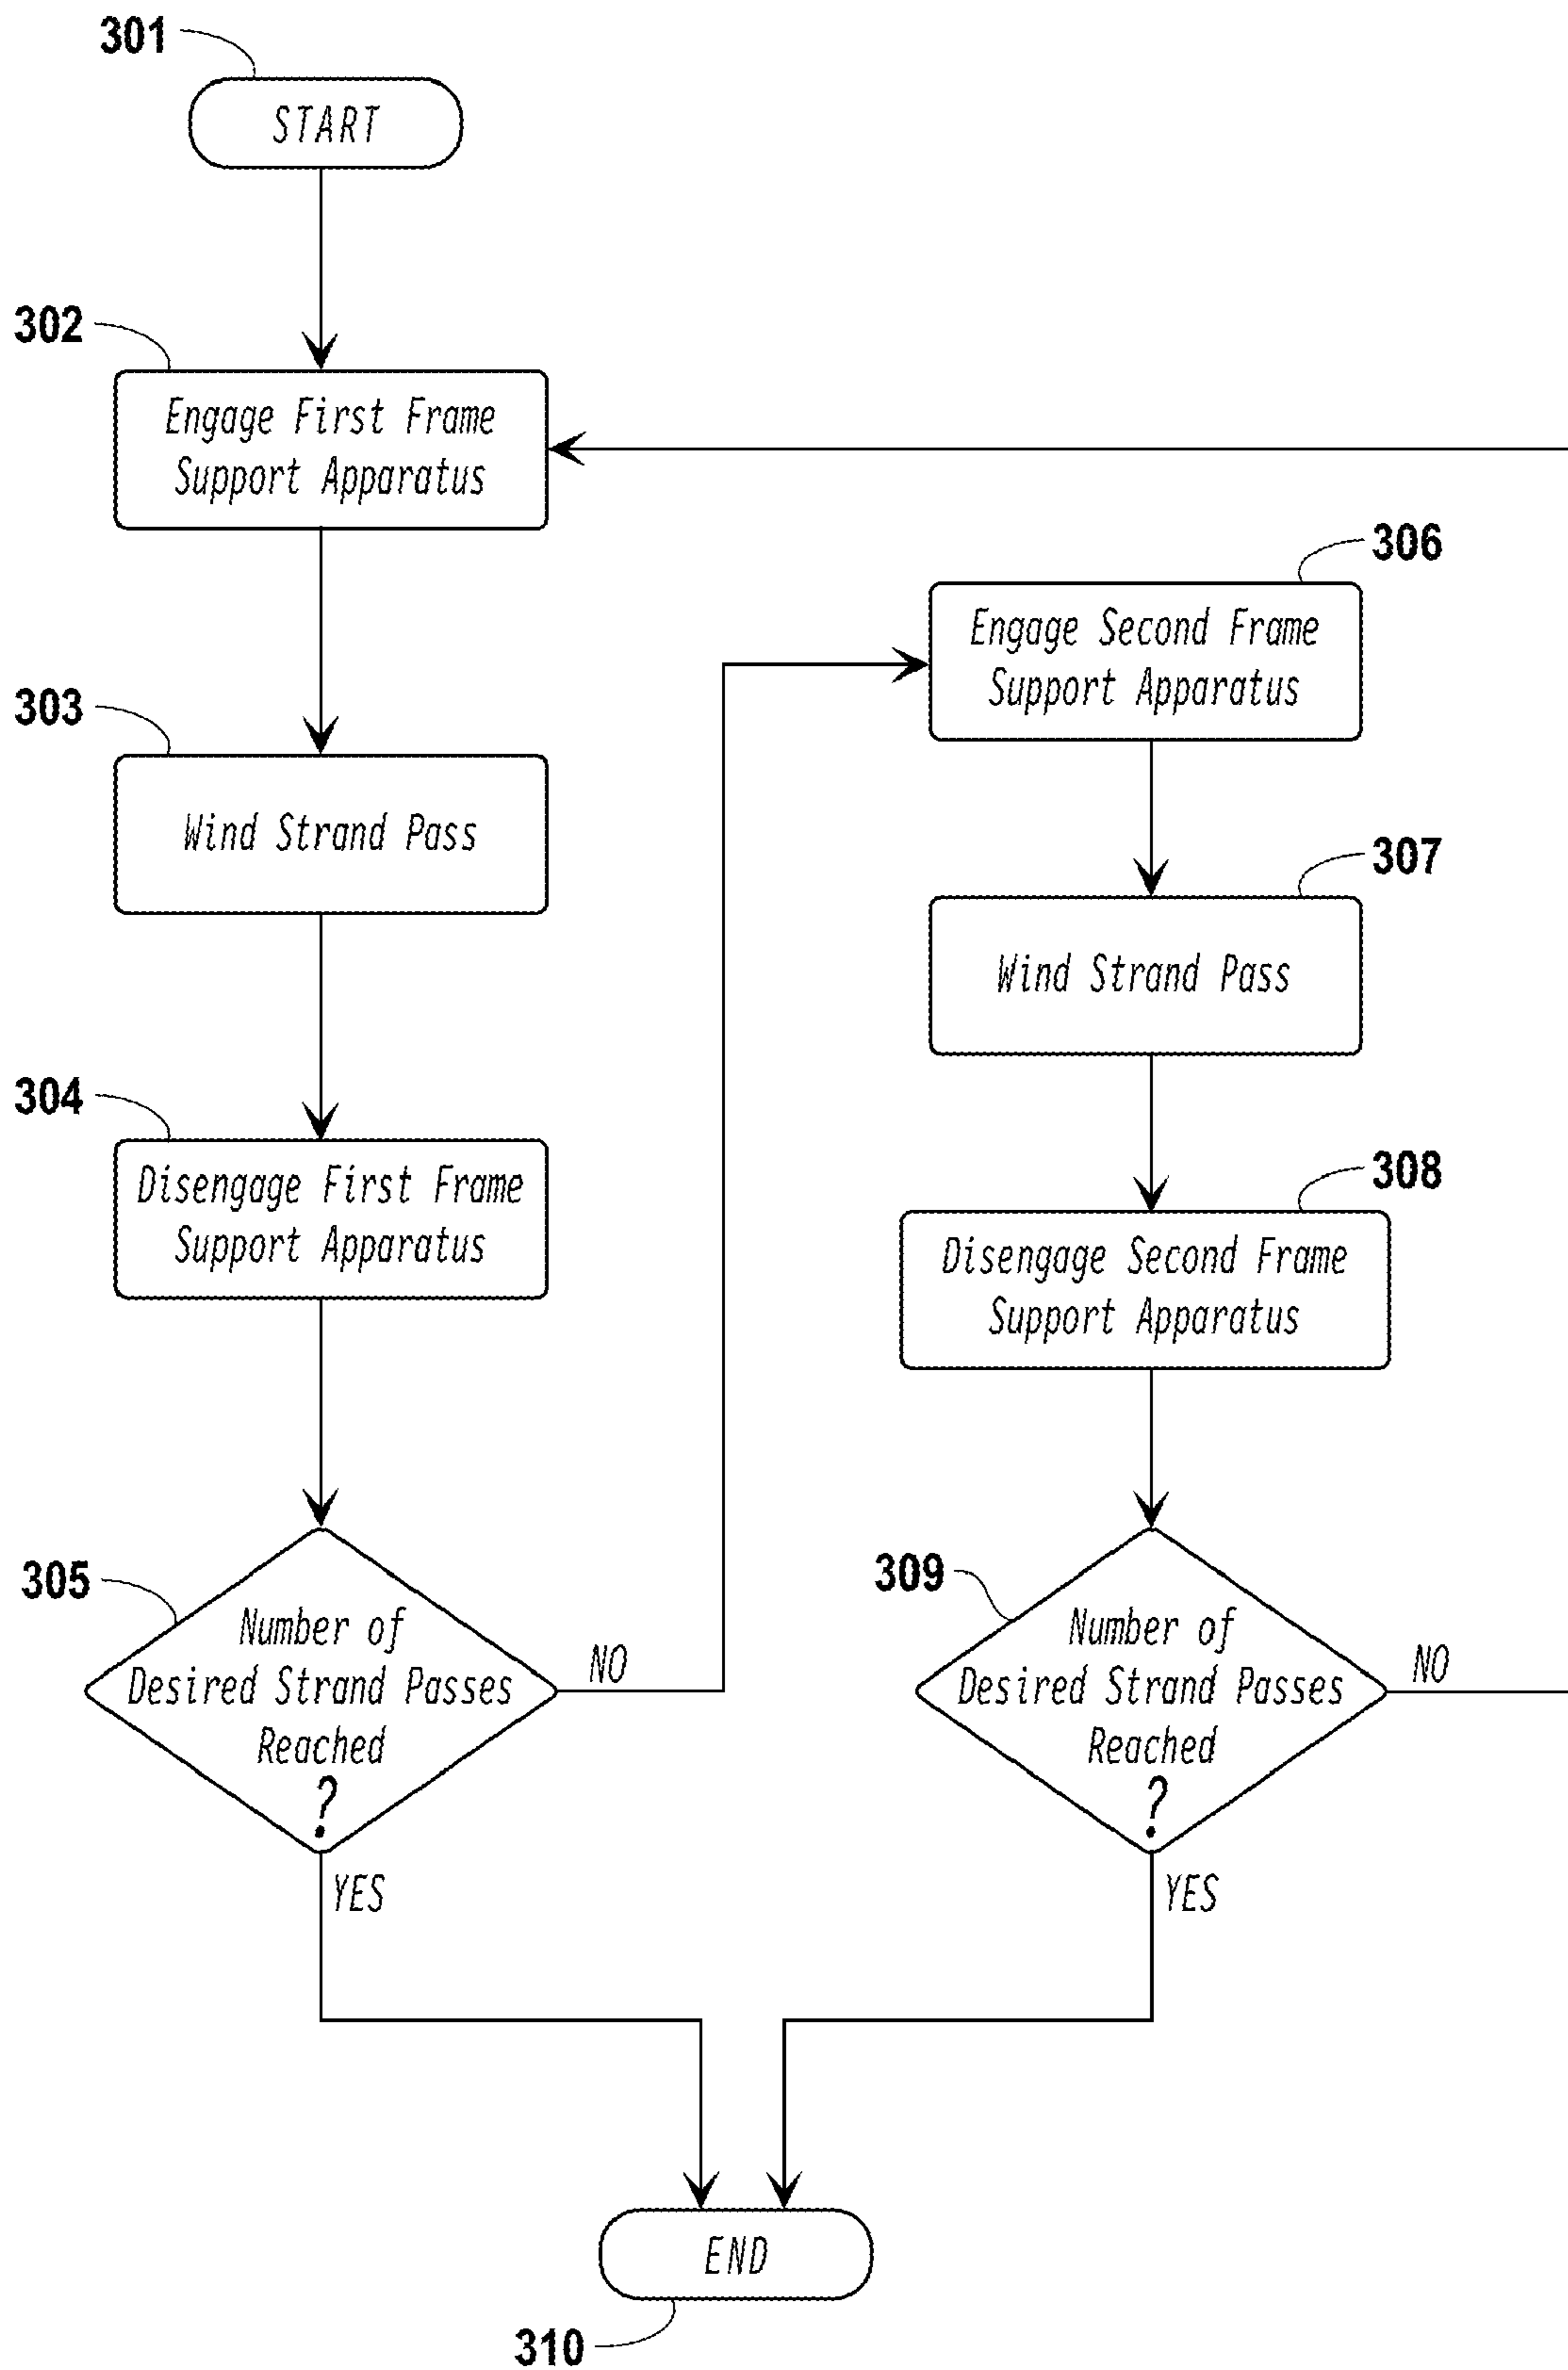 301
START
302
Engage First Frame
Support Apparatus
303
Wind Strand Pass
304
Disengage First Frame
Support Apparatus
305
Number of
Desired Strand Passes
Reached
?
NO
YES
306
Engage Second Frame
Support Apparatus
307
Wind Strand Pass
308
Disengage Second Frame
Support Apparatus
309
Number of
Desired Strand Passes
Reached
?
NO
YES
END
310